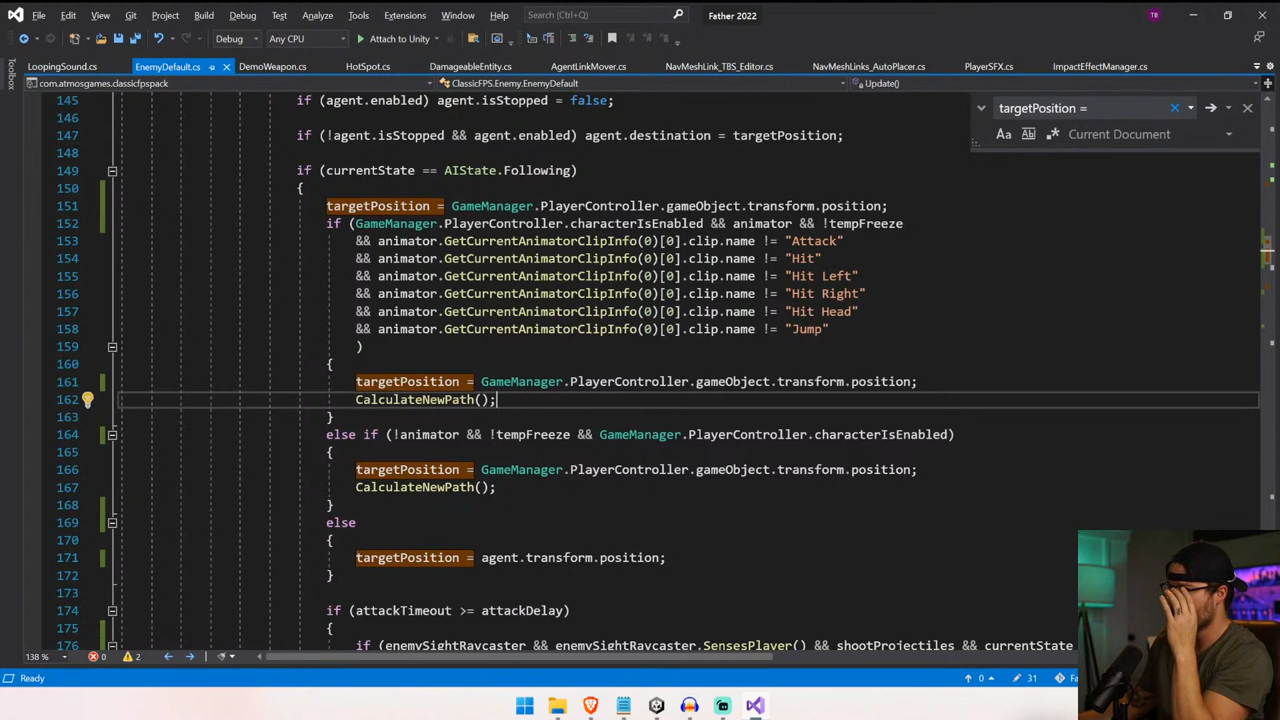 File Edit View Git Project Build Debug Test Analyze Tools Extensions Window Help Search (Ctrl+Q) Father 2022 TB
Debug Any CPU Attach to Unity
LoopingSound.cs EnemyDefault.cs DemoWeapon.cs HotSpot.cs DamageableEntity.cs AgentLinkMover.cs NavMeshLink_TBS_Editor.cs NavMeshLinks_AutoPlacer.cs PlayerSFX.cs ImpactEffectManager.cs
Toolbox
com.atmosgames.classicfpspack ClassicFPS.Enemy.EnemyDefault Update()
targetPosition =
Aa Current Document
145 if (agent.enabled) agent.isStopped = false;
146
147 if (!agent.isStopped && agent.enabled) agent.destination = targetPosition;
148
149 if (currentState == AIState.Following)
150 {
151 targetPosition = GameManager.PlayerController.gameObject.transform.position;
152 if (GameManager.PlayerController.characterIsEnabled && animator && !tempFreeze
153 && animator.GetCurrentAnimatorClipInfo(0)[0].clip.name != "Attack"
154 && animator.GetCurrentAnimatorClipInfo(0)[0].clip.name != "Hit"
155 && animator.GetCurrentAnimatorClipInfo(0)[0].clip.name != "Hit Left"
156 && animator.GetCurrentAnimatorClipInfo(0)[0].clip.name != "Hit Right"
157 && animator.GetCurrentAnimatorClipInfo(0)[0].clip.name != "Hit Head"
158 && animator.GetCurrentAnimatorClipInfo(0)[0].clip.name != "Jump"
159 )
160 {
161 targetPosition = GameManager.PlayerController.gameObject.transform.position;
162 CalculateNewPath();
163 }
164 else if (!animator && !tempFreeze && GameManager.PlayerController.characterIsEnabled)
165 {
166 targetPosition = GameManager.PlayerController.gameObject.transform.position;
167 CalculateNewPath();
168 }
169 else
170 {
171 targetPosition = agent.transform.position;
172 }
173
174 if (attackTimeout >= attackDelay)
175 {
176 if (enemySightRaycaster && enemySightRaycaster.SensesPlayer() && shootProjectiles && currentState
138 % 0 2
Ready 0 31